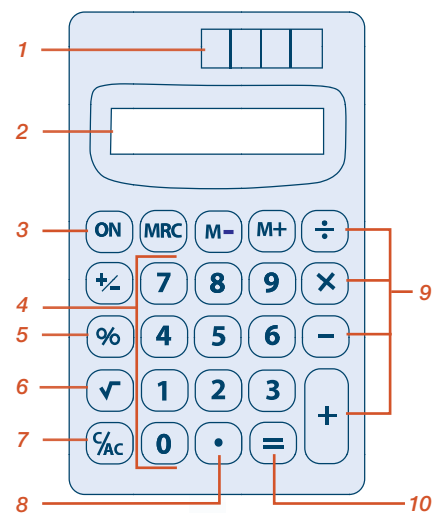 1
2
3 ON MRC M- M+ ÷
+/- 7 8 9 × 9
4
5 % 4 5 6 −
6 √ 1 2 3 +
7 C/AC 0 • =
8 10